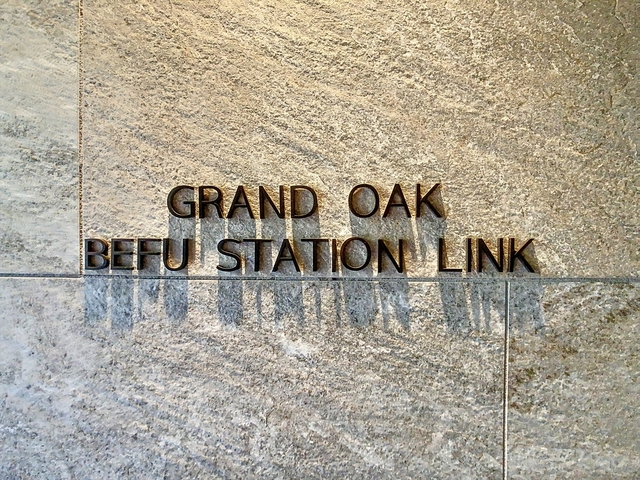 GRAND OAK
BEFU STATION LINK